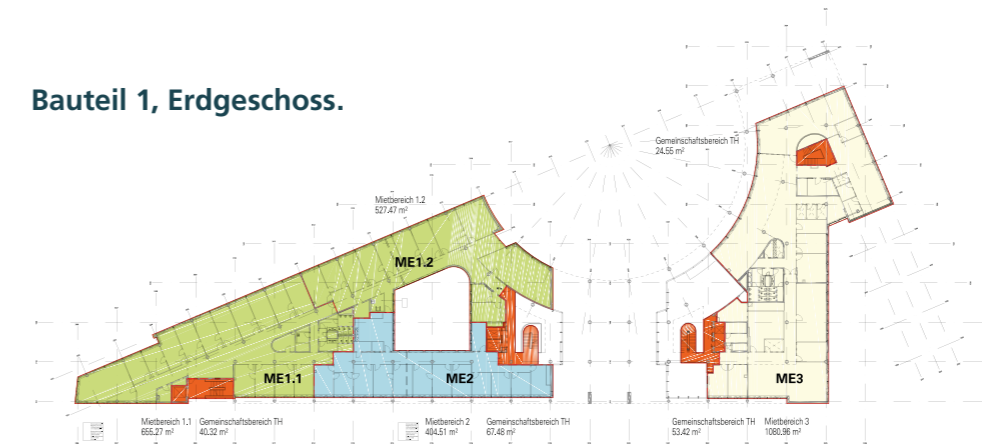 Bauteil 1, Erdgeschoss.
Gemeinschaftsbereich TH
24.55 m²
Mietbereich 1.2
527.47 m²
ME1.2
ME1.1
ME2
ME3
Mietbereich 1.1
655.27 m²
Gemeinschaftsbereich TH
40.32 m²
Mietbereich 2
404.51 m²
Gemeinschaftsbereich TH
67.48 m²
Gemeinschaftsbereich TH
53.42 m²
Mietbereich 3
1080.96 m²